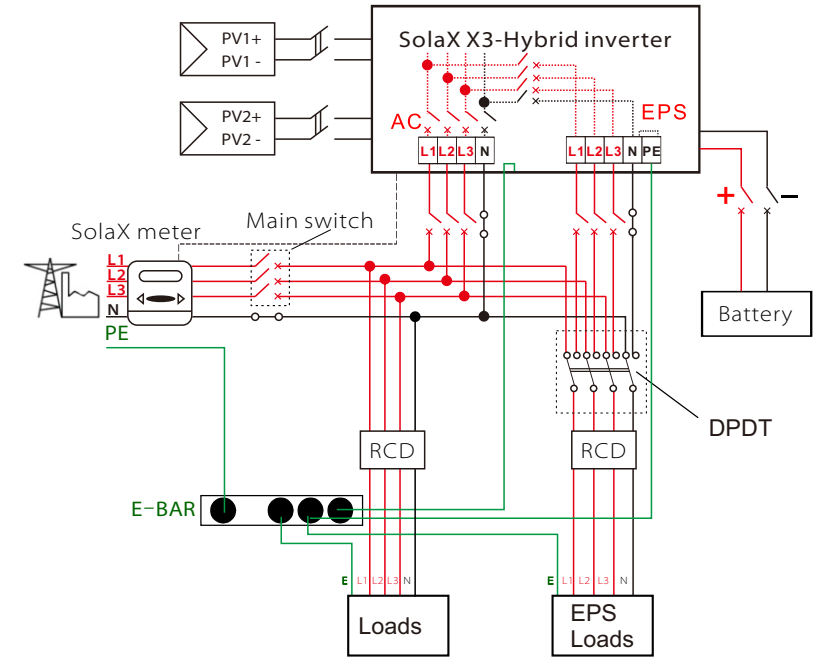 PV1+
PV1 -
PV2+
PV2 -
SolaX X3-Hybrid inverter
AC
EPS
L1 L2 L3 N
L1 L2 L3 N PE
+ −
SolaX meter
Main switch
L1
L2
L3
N
PE
Battery
DPDT
RCD
RCD
E-BAR
E L1 L2 L3 N
E L1 L2 L3 N
Loads
EPS
Loads